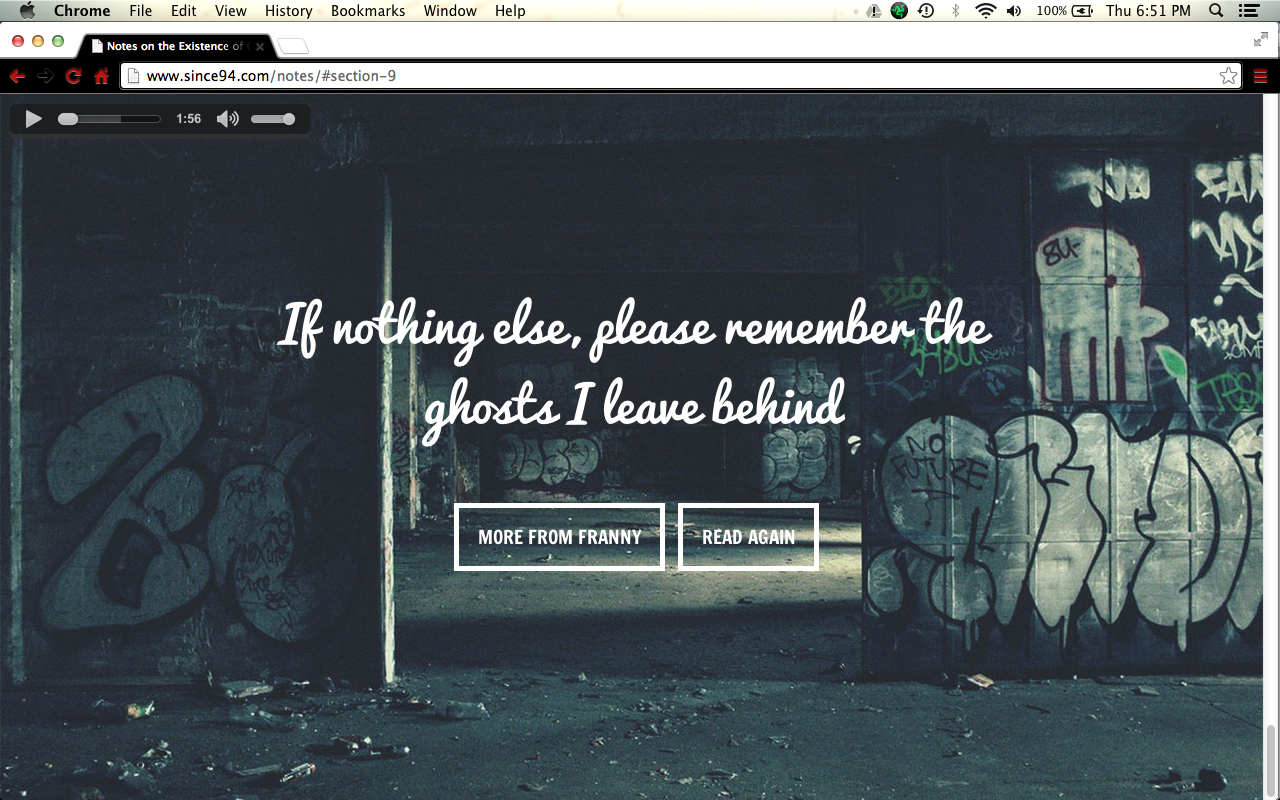 Chrome File Edit View History Bookmarks Window Help 100% Thu 6:51 PM
Notes on the Existence of
www.since94.com/notes/#section-9
1:56
8U-
If nothing else, please remember the
ghosts I leave behind
NO
FUTURE
MORE FROM FRANNY READ AGAIN